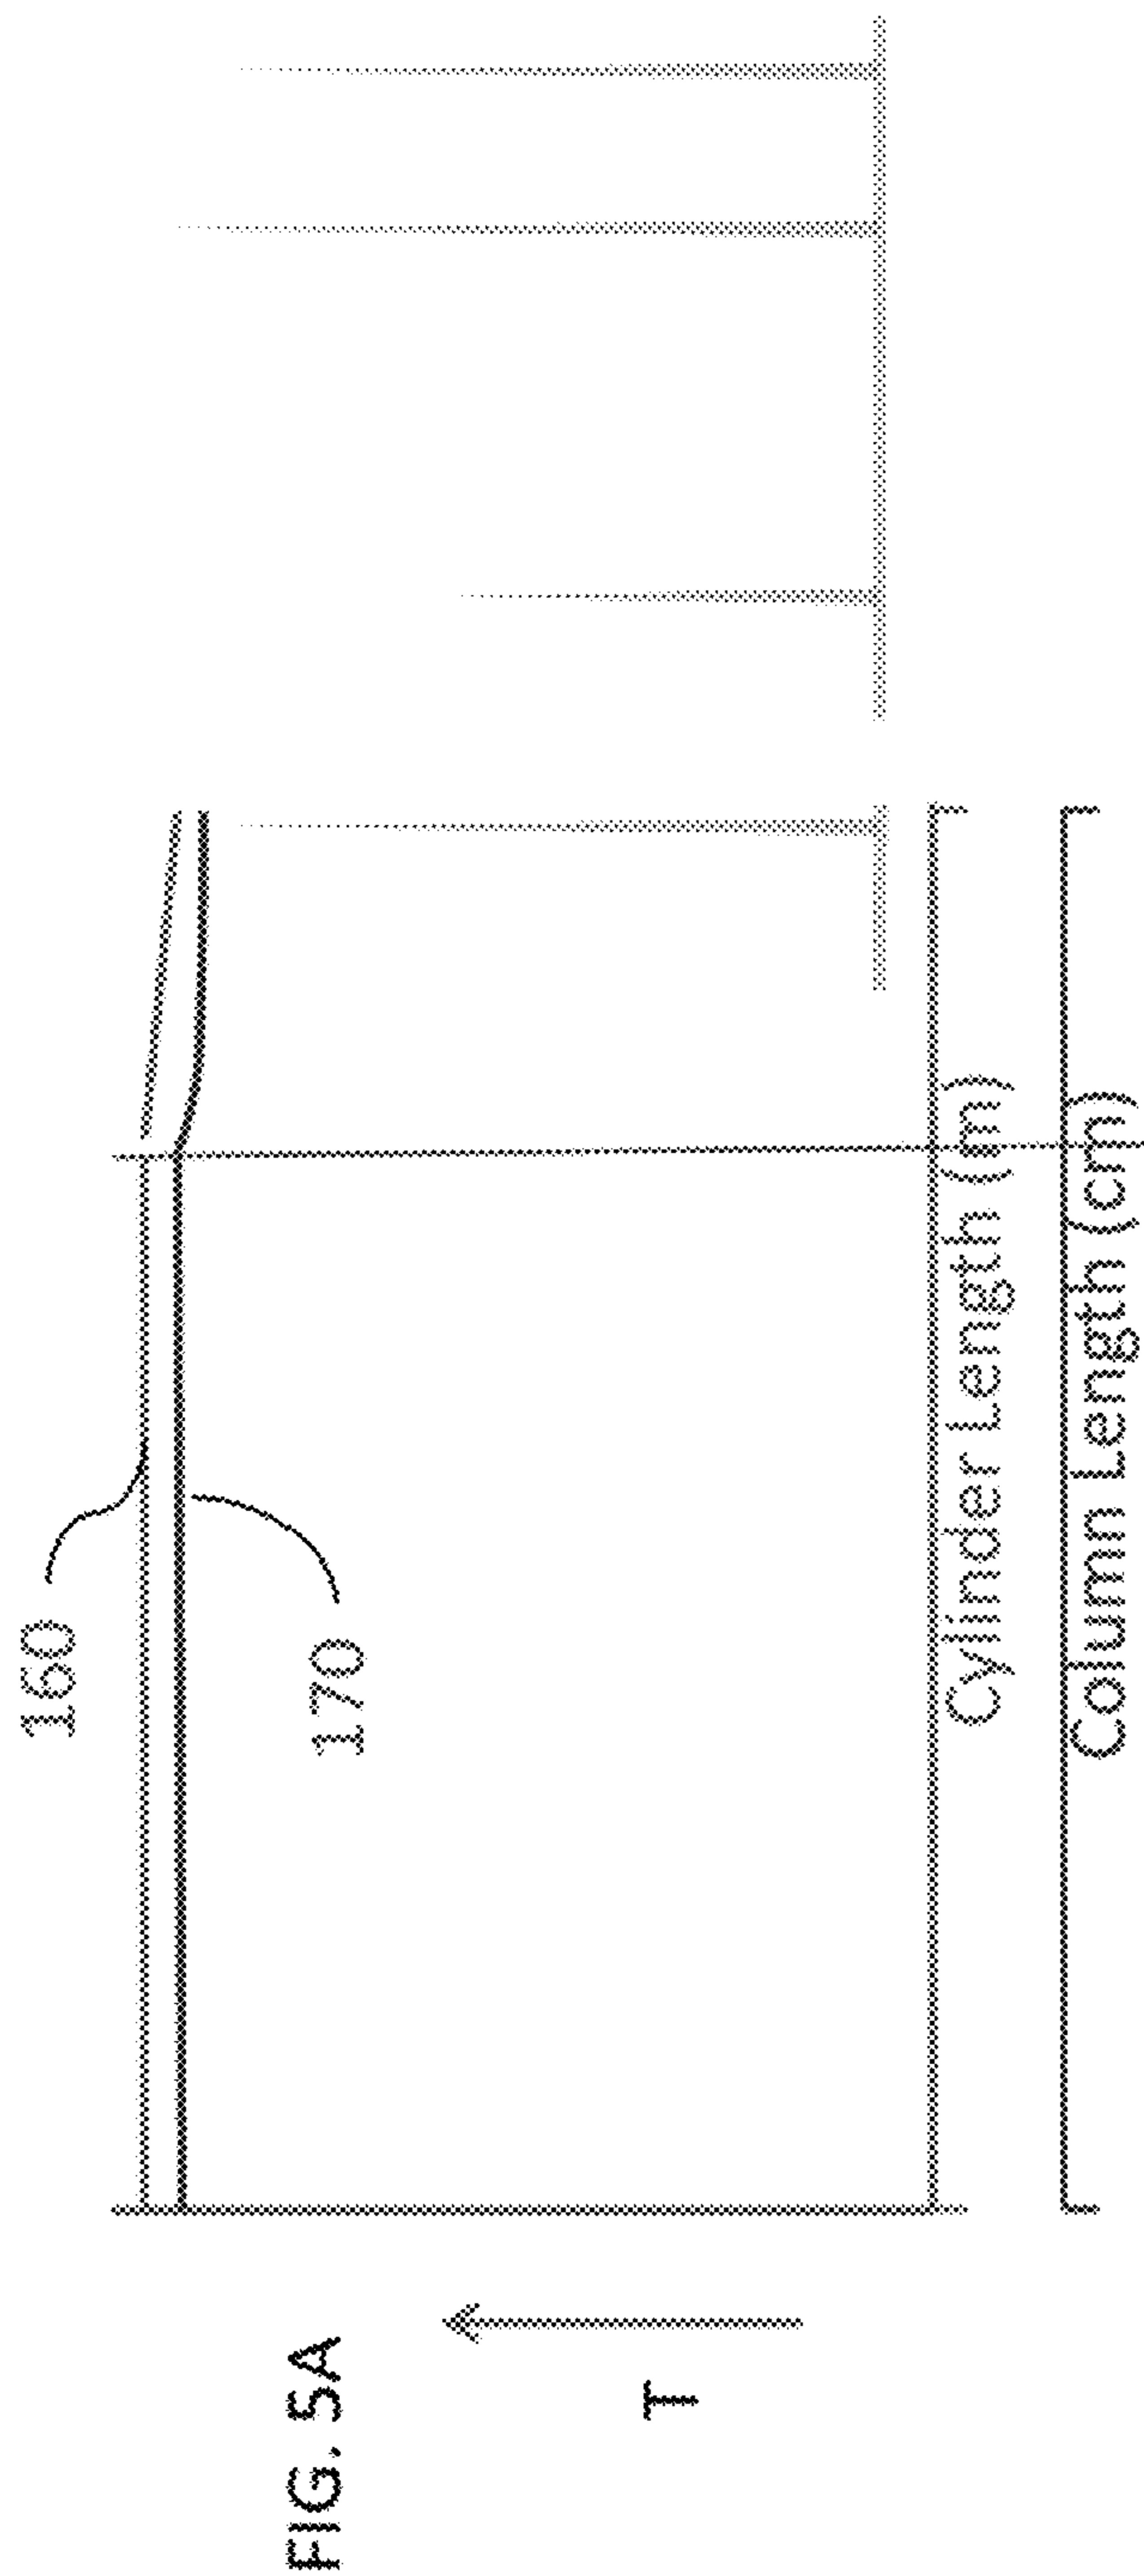 FIG. 5A
T
160
170
Cylinder Length (m)
Column Length (cm)